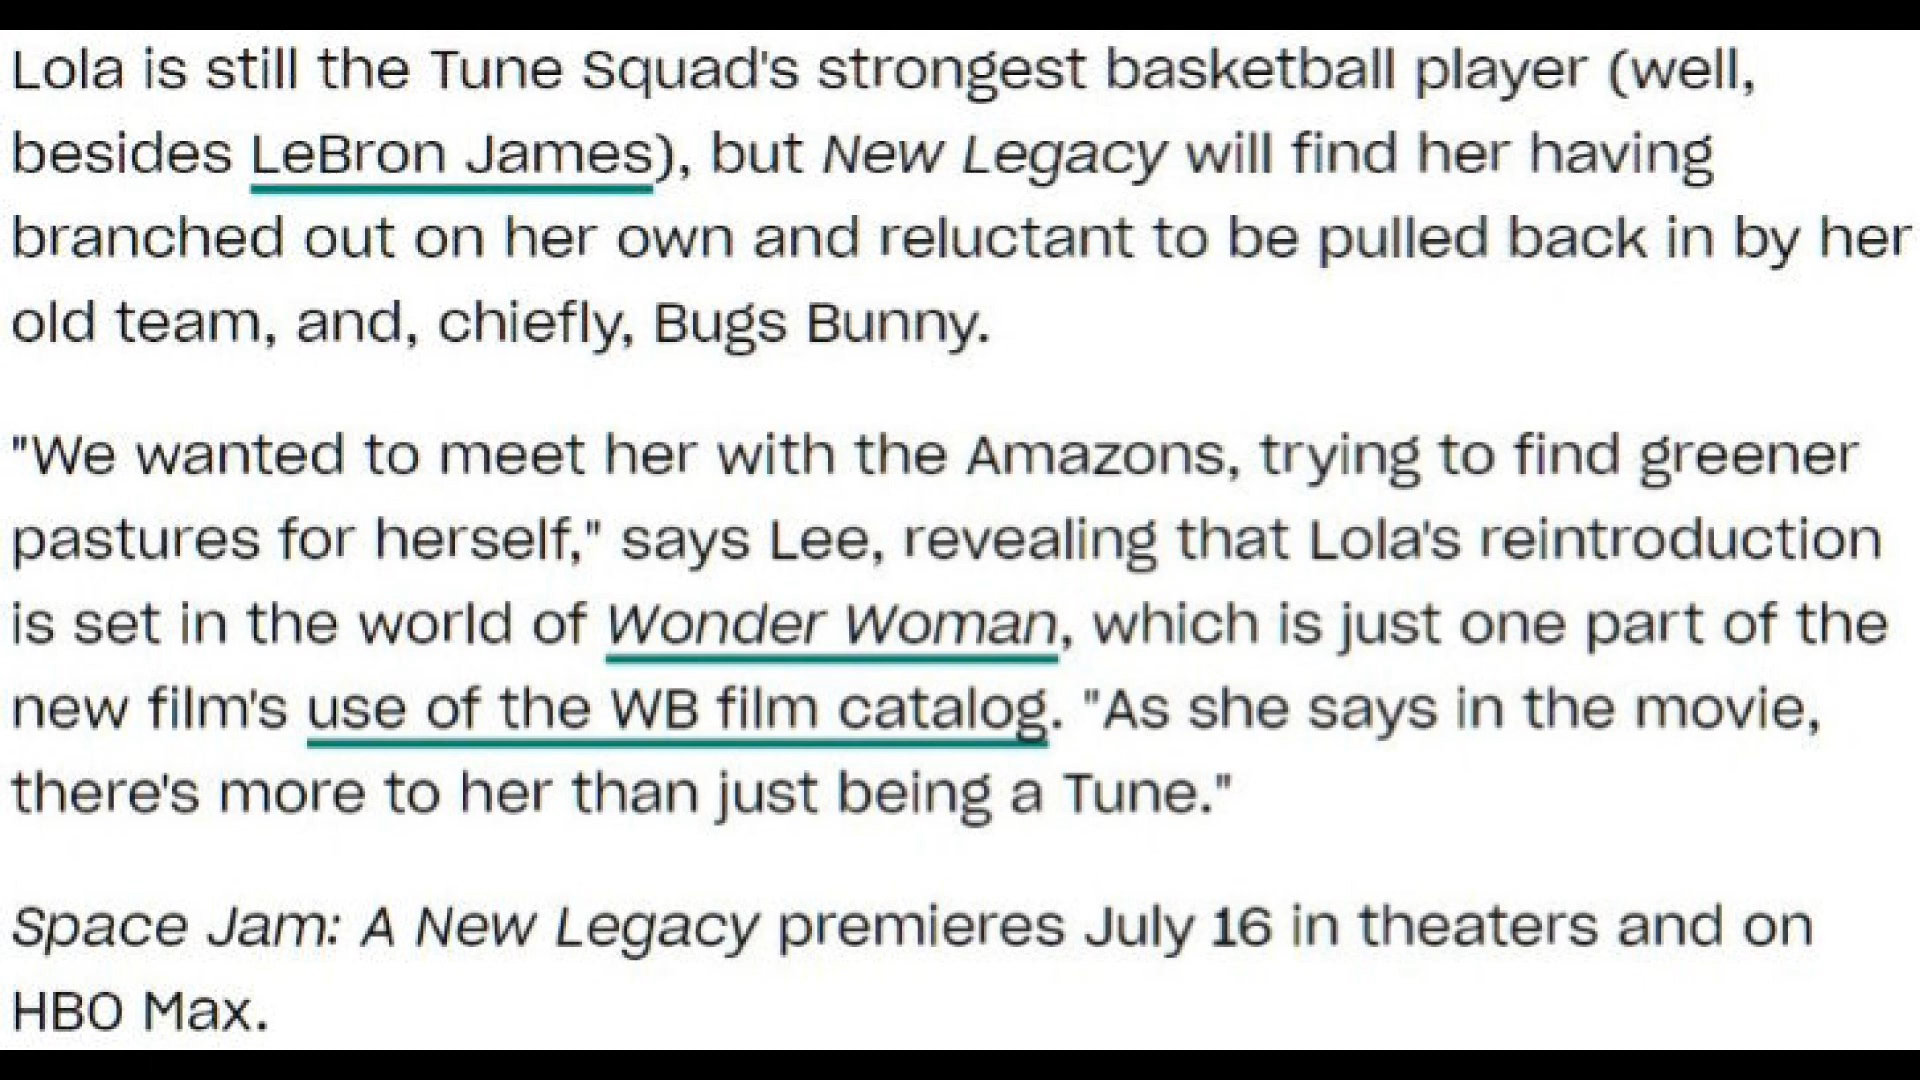 Lola is still the Tune Squad's strongest basketball player (well,
besides LeBron James), but New Legacy will find her having
branched out on her own and reluctant to be pulled back in by her
old team, and, chiefly, Bugs Bunny.
"We wanted to meet her with the Amazons, trying to find greener
pastures for herself," says Lee, revealing that Lola's reintroduction
is set in the world of Wonder Woman, which is just one part of the
new film's use of the WB film catalog. "As she says in the movie,
there's more to her than just being a Tune."
Space Jam: A New Legacy premieres July 16 in theaters and on
HBO Max.